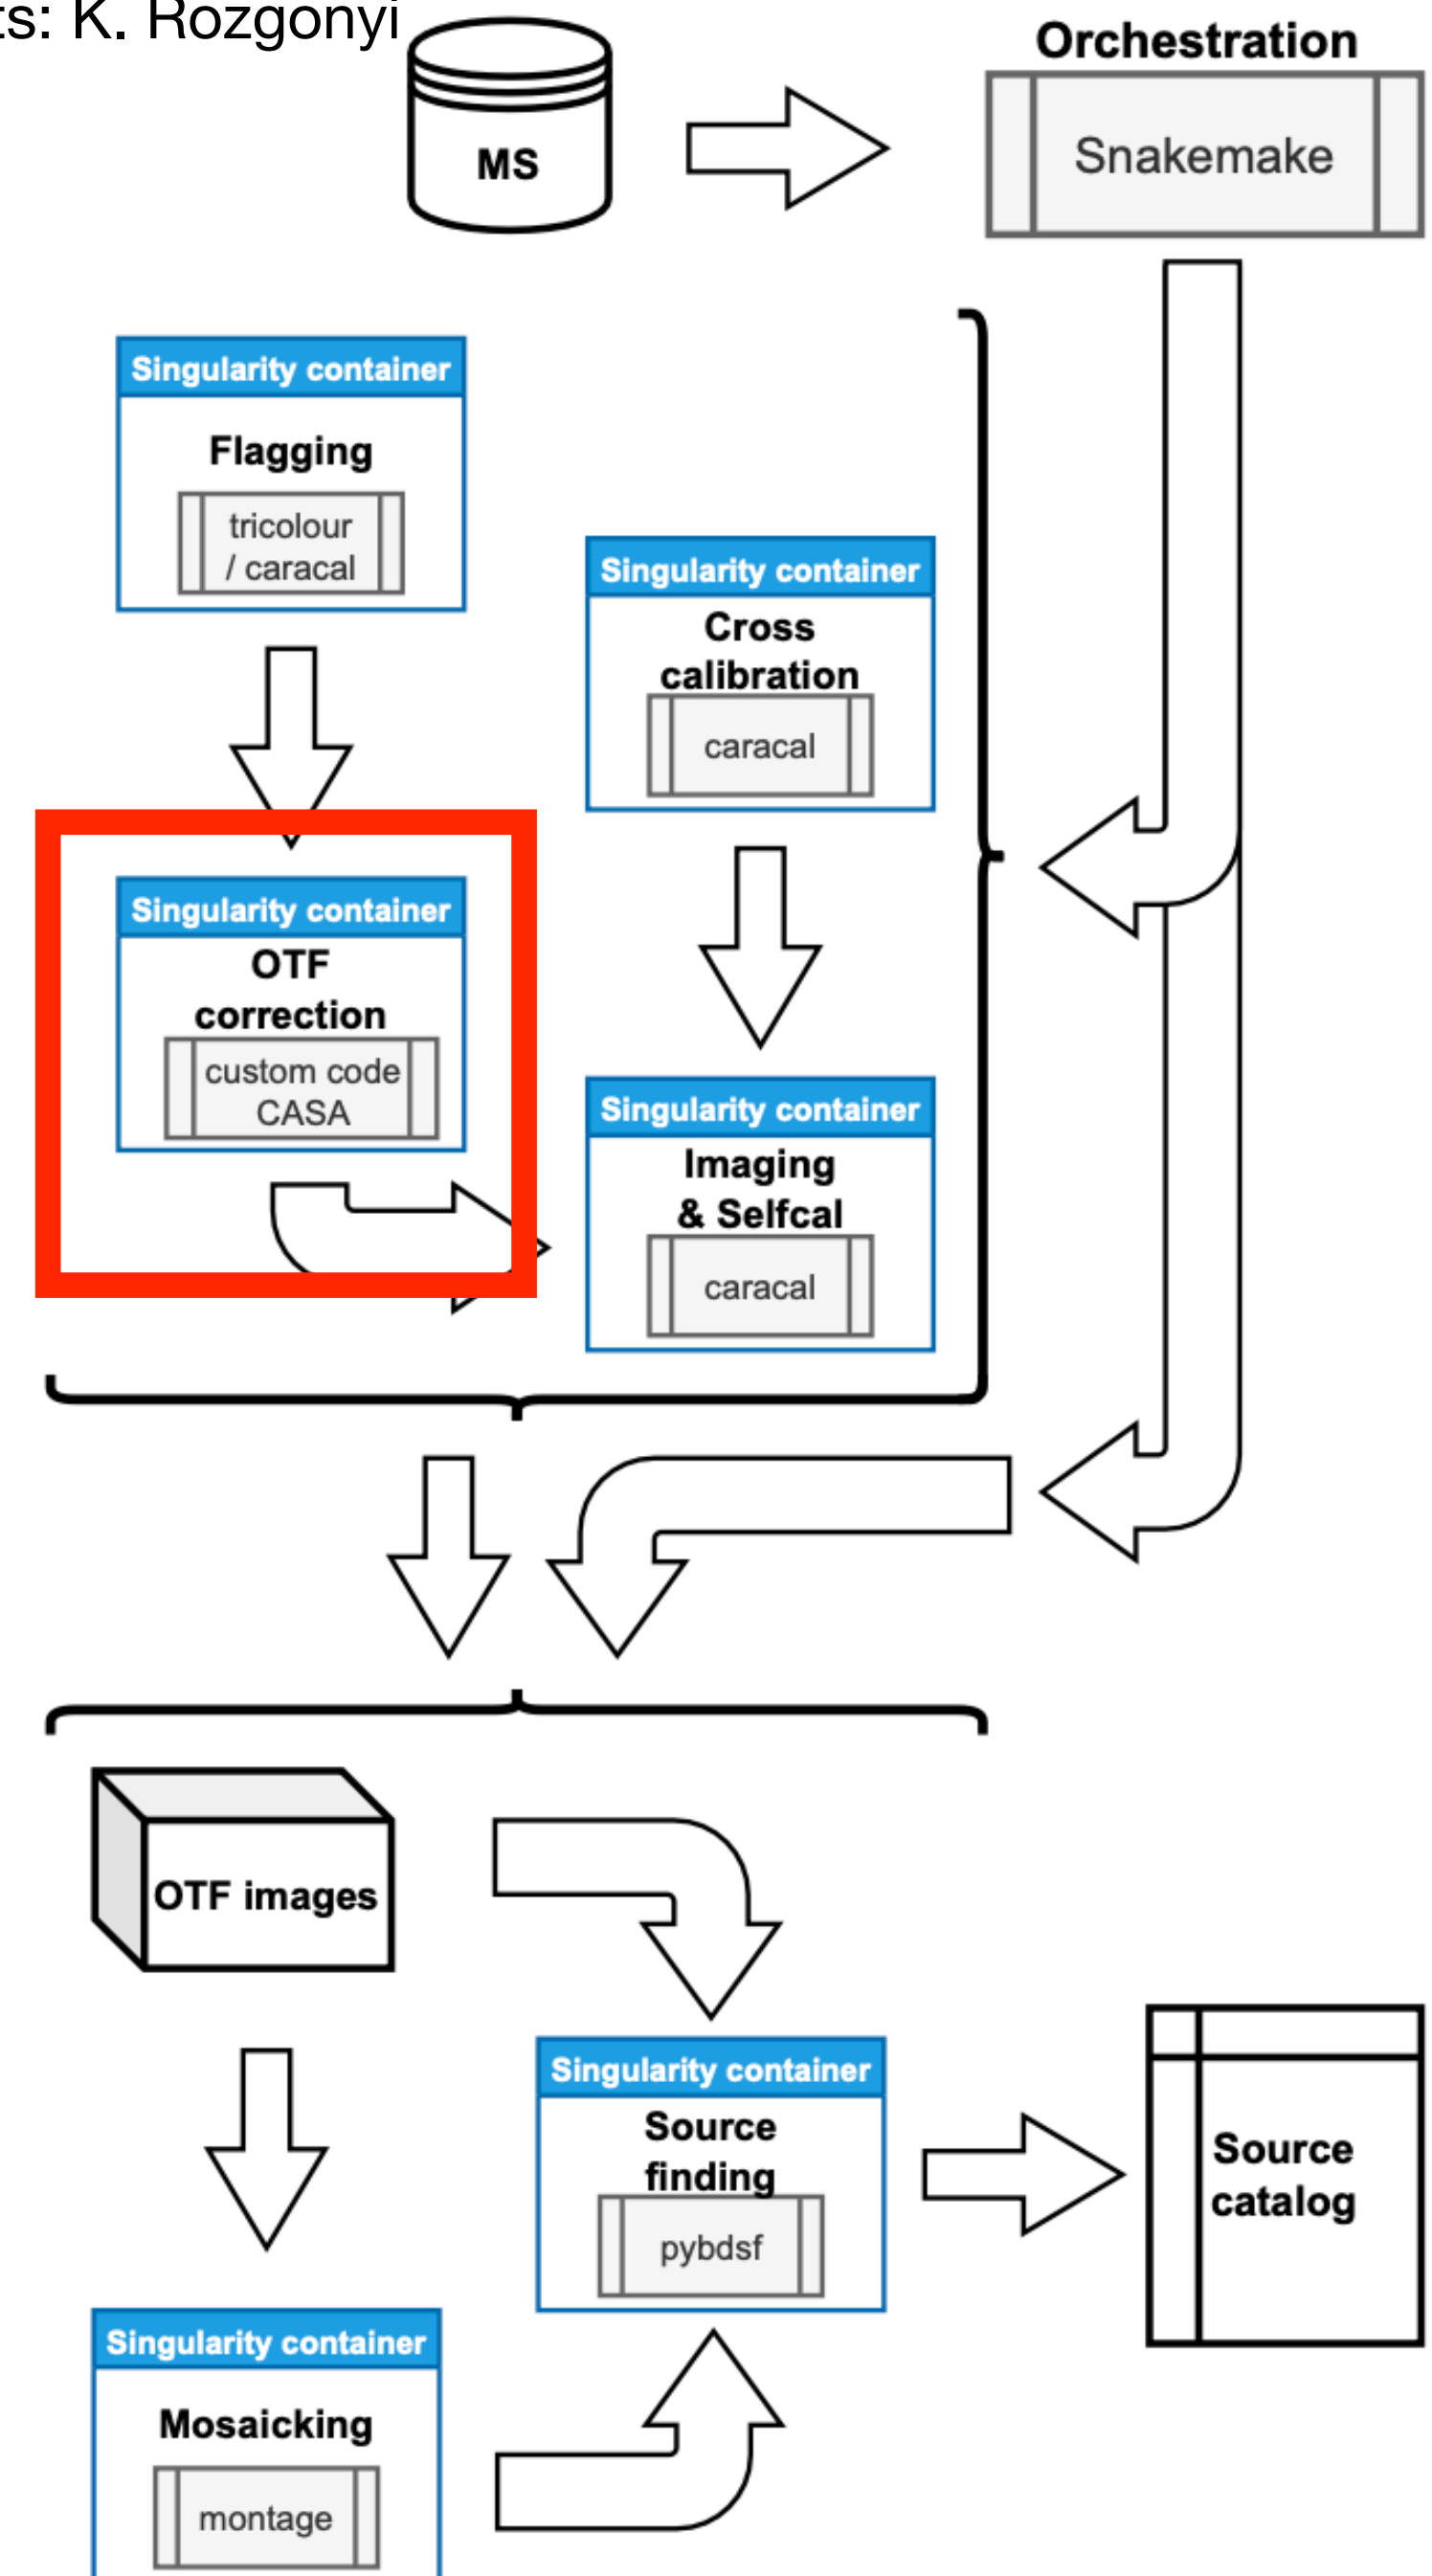 ts: K. Rozgonyi
MS
Orchestration
Snakemake
Singularity container
Flagging
tricolour
/ caracal
Singularity container
Cross
calibration
caracal
Singularity container
OTF
correction
custom code
CASA
Singularity container
Imaging
& Selfcal
caracal
OTF images
Singularity container
Source
finding
pybdsf
Source
catalog
Singularity container
Mosaicking
montage